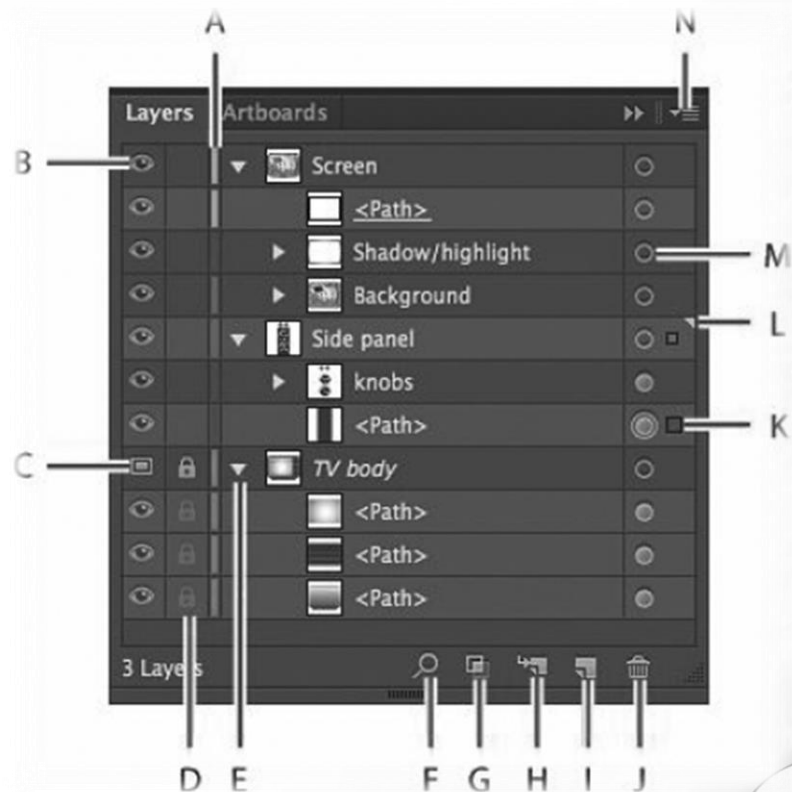 A N
Layers Artboards
B Screen
<Path>
Shadow/highlight M
Background
Side panel L
knobs
<Path> K
C TV body
<Path>
<Path>
<Path>
3 Layers
D E F G H I J